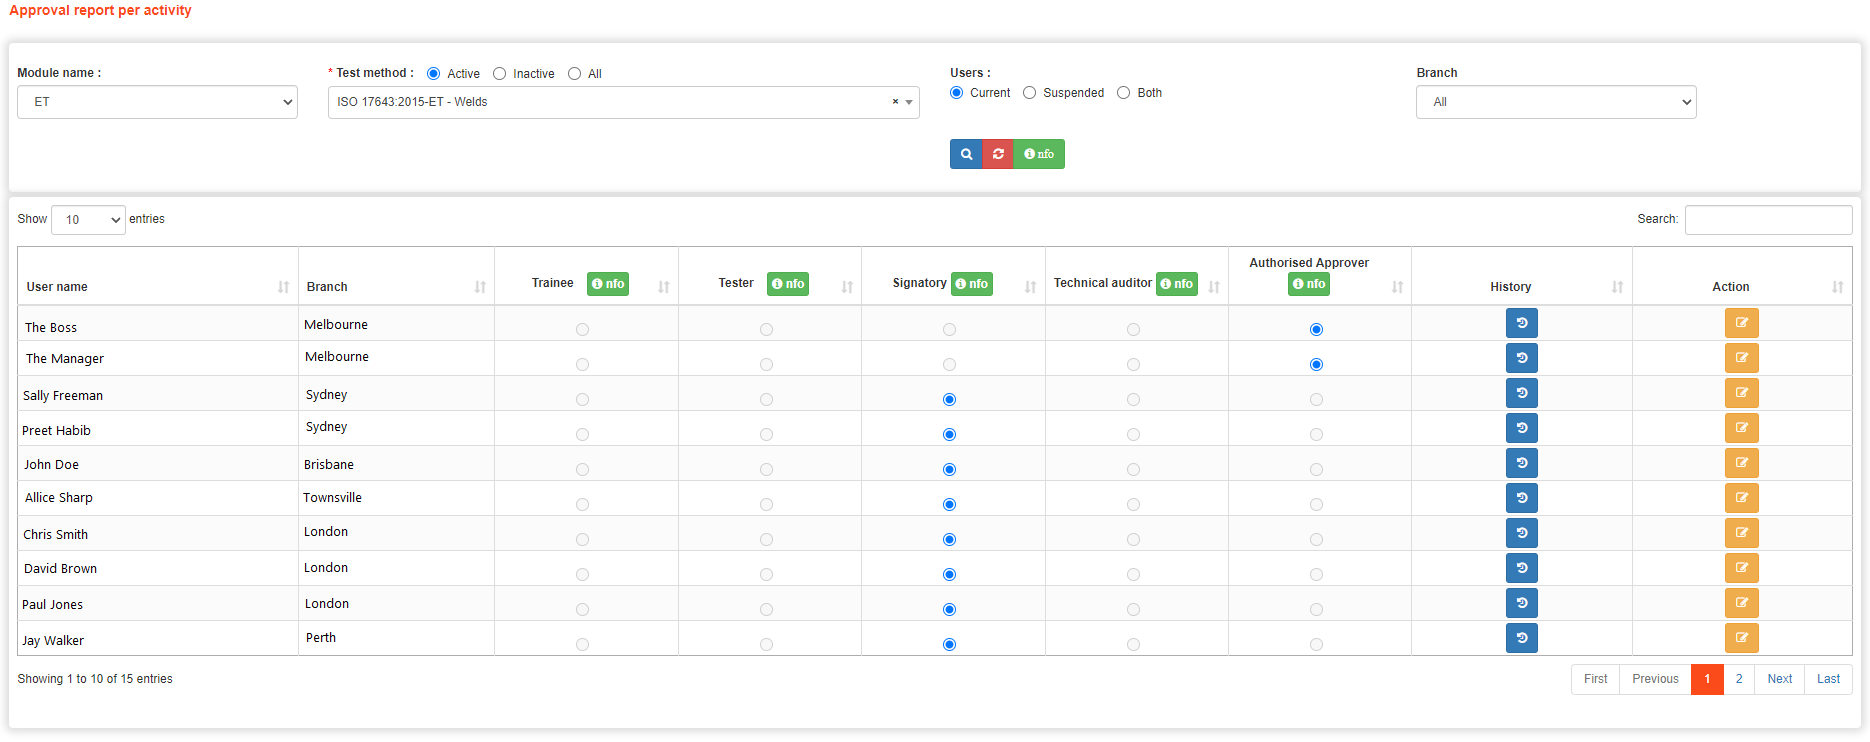 Approval report per activity
Module name :
* Test method : Active Inactive All
Users :
Branch
ET
ISO 17643:2015-ET - Welds ×
Current Suspended Both
All
nfo
Show 10 entries
Search:
User name
Branch
Trainee nfo
Tester nfo
Signatory nfo
Technical auditor nfo
Authorised Approver
nfo
History
Action
The Boss Melbourne
The Manager Melbourne
Sally Freeman Sydney
Preet Habib Sydney
John Doe Brisbane
Allice Sharp Townsville
Chris Smith London
David Brown London
Paul Jones London
Jay Walker Perth
Showing 1 to 10 of 15 entries
First Previous 1 2 Next Last